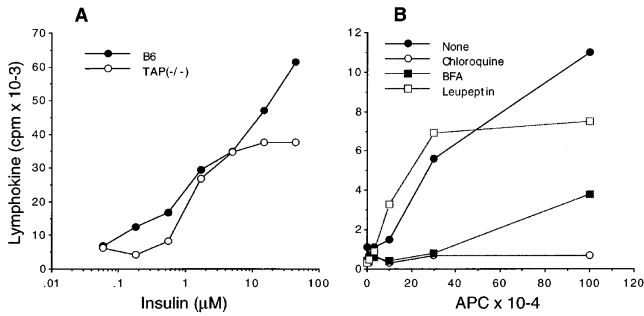 A
B
B6
TAP(-/-)
None
Chloroquine
BFA
Leupeptin
Lymphokine (cpm x 10-3)
70
60
50
40
30
20
10
.01
.01
.1
1
10
100
Insulin (µM)
12
10
8
6
4
2
0
0
20
40
60
80
100
120
APC x 10-4